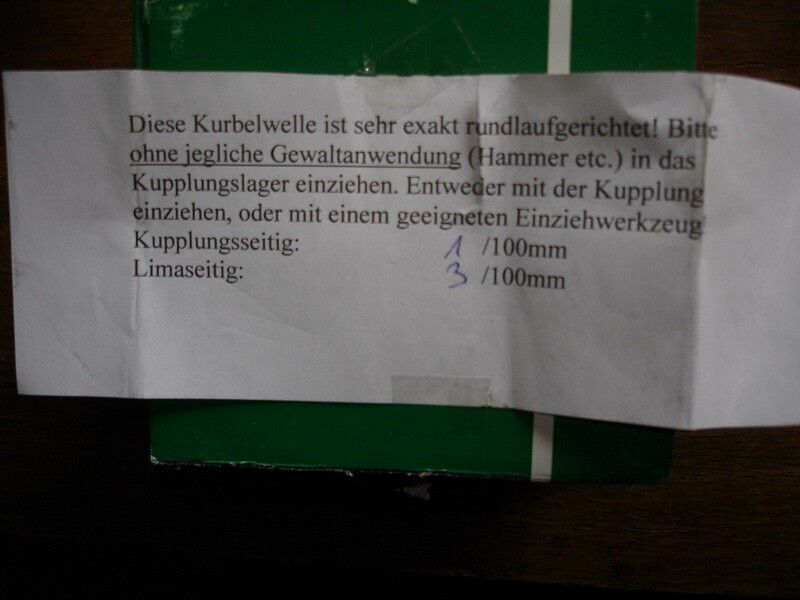 Diese Kurbelwelle ist sehr exakt rundlaufgerichtet! Bitte
ohne jegliche Gewaltanwendung (Hammer etc.) in das
Kupplungslager einziehen. Entweder mit der Kupplung
einziehen, oder mit einem geeigneten Einziehwerkzeug
Kupplungsseitig: 1 /100mm
Limaseitig: 3 /100mm